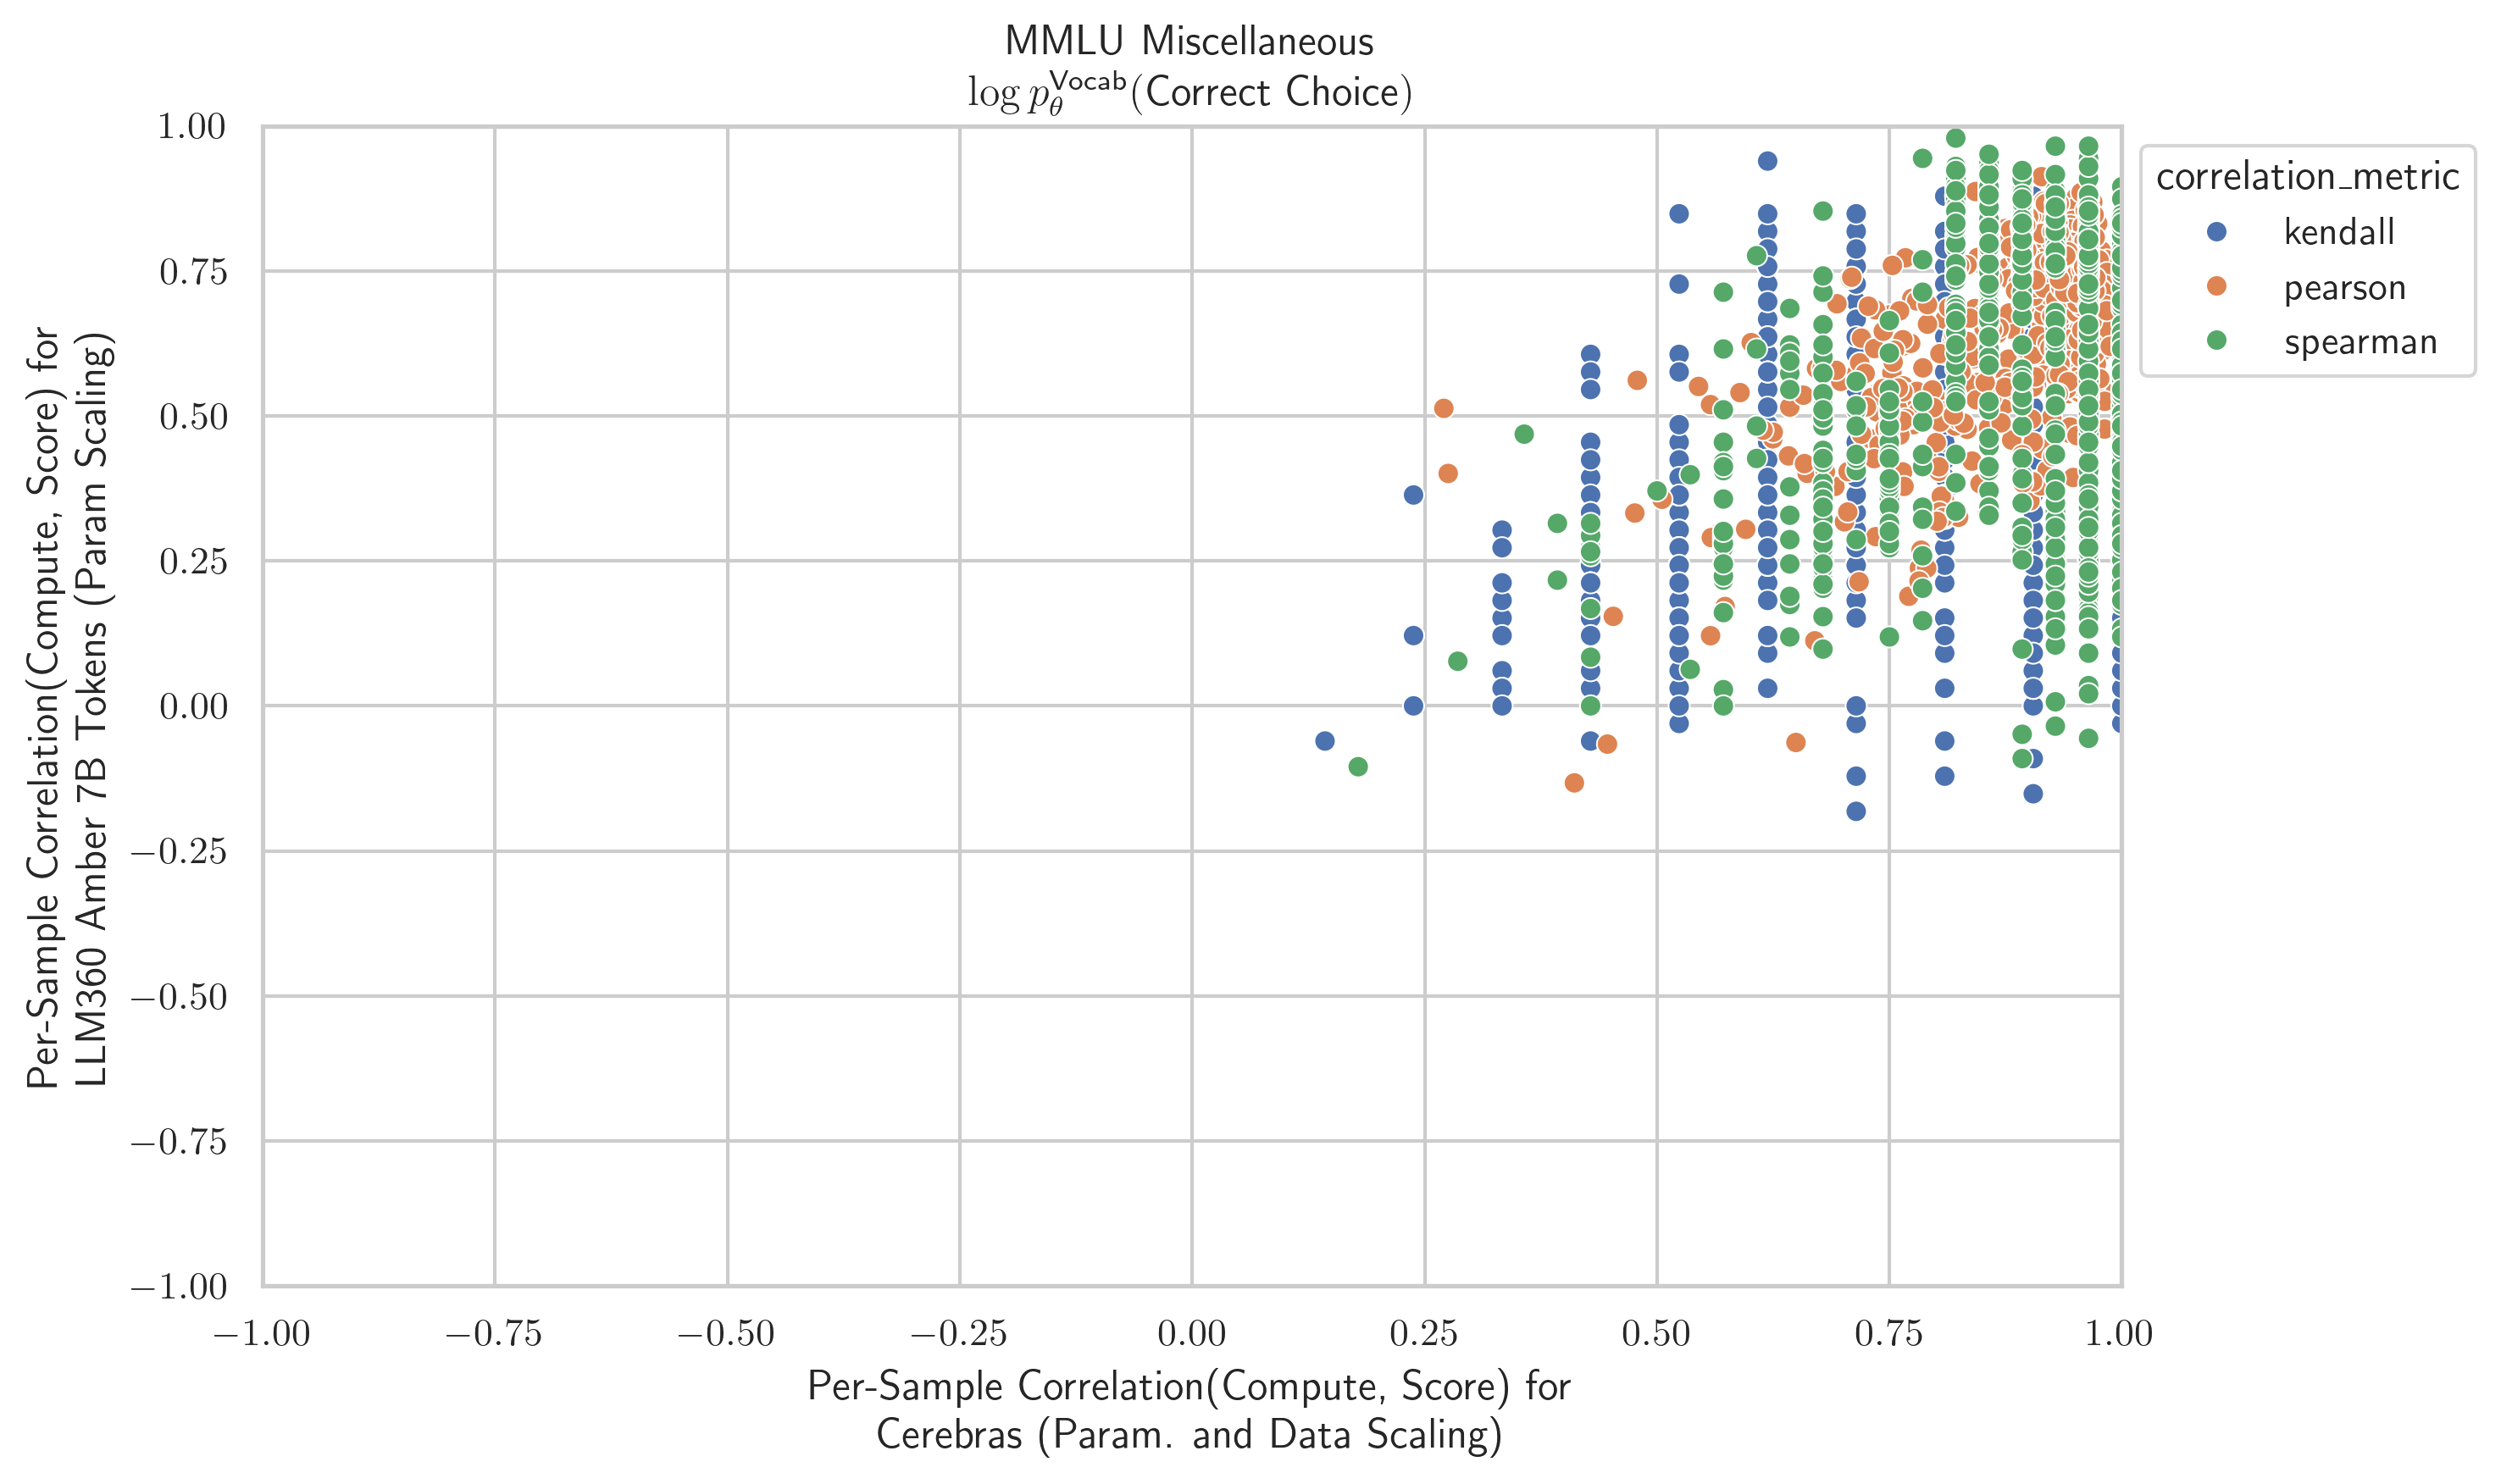 MMLU Miscellaneous
log p_θ^Vocab(Correct Choice)
1.00
0.75
0.50
0.25
0.00
−0.25
−0.50
−0.75
−1.00
Per-Sample Correlation(Compute, Score) for
LLM360 Amber 7B Tokens (Param Scaling)
correlation_metric
kendall
pearson
spearman
−1.00
−0.75
−0.50
−0.25
0.00
0.25
0.50
0.75
1.00
Per-Sample Correlation(Compute, Score) for
Cerebras (Param. and Data Scaling)